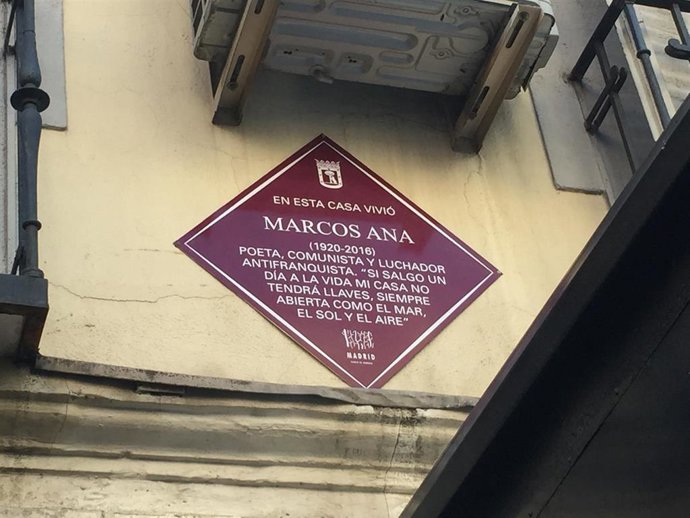 EN ESTA CASA VIVIÓ
MARCOS ANA
(1920-2016)
POETA, COMUNISTA Y LUCHADOR
ANTIFRANQUISTA. “SI SALGO UN
DÍA A LA VIDA MI CASA NO
TENDRÁ LLAVES, SIEMPRE
ABIERTA COMO EL MAR,
EL SOL Y EL AIRE”
MADRID